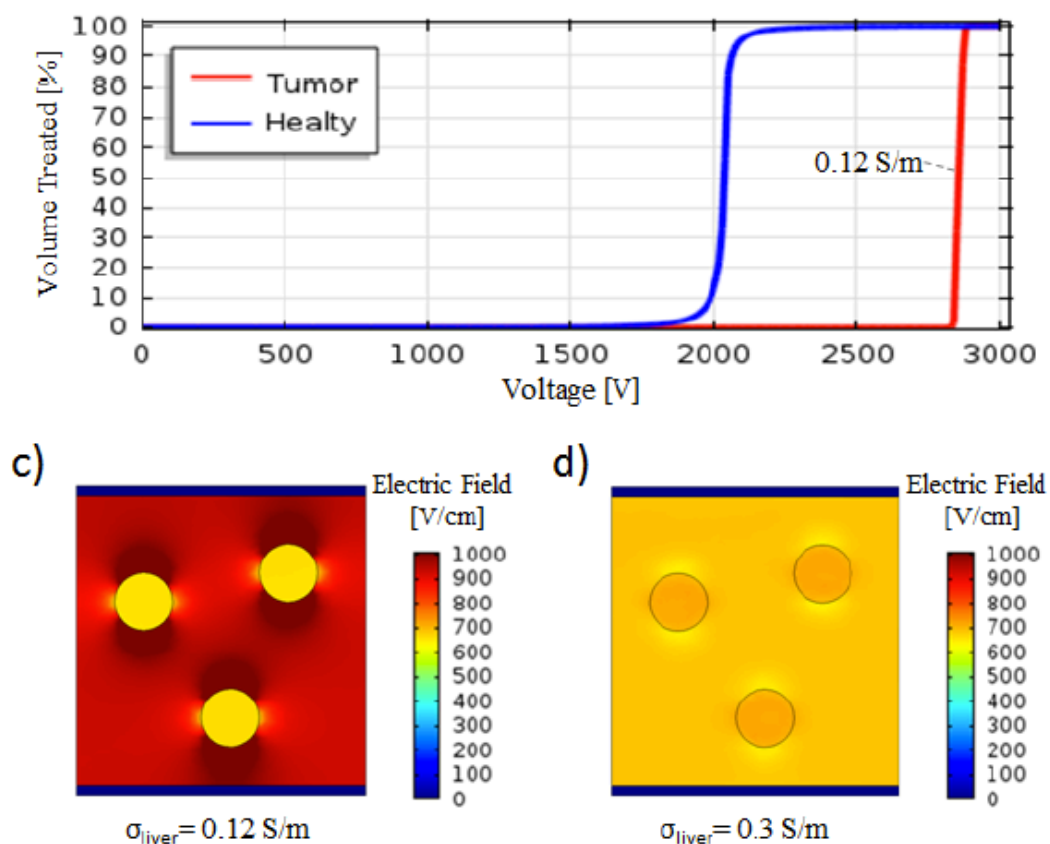 100
90
80
70
60
50
40
30
20
10
0
Volume Treated [%]
Tumor
Healty
0.12 S/m
0 500 1000 1500 2000 2500 3000
Voltage [V]
c)
Electric Field
[V/cm]
1000
900
800
700
600
500
400
300
200
100
0
σliver= 0.12 S/m
d)
Electric Field
[V/cm]
1000
900
800
700
600
500
400
300
200
100
0
σliver= 0.3 S/m